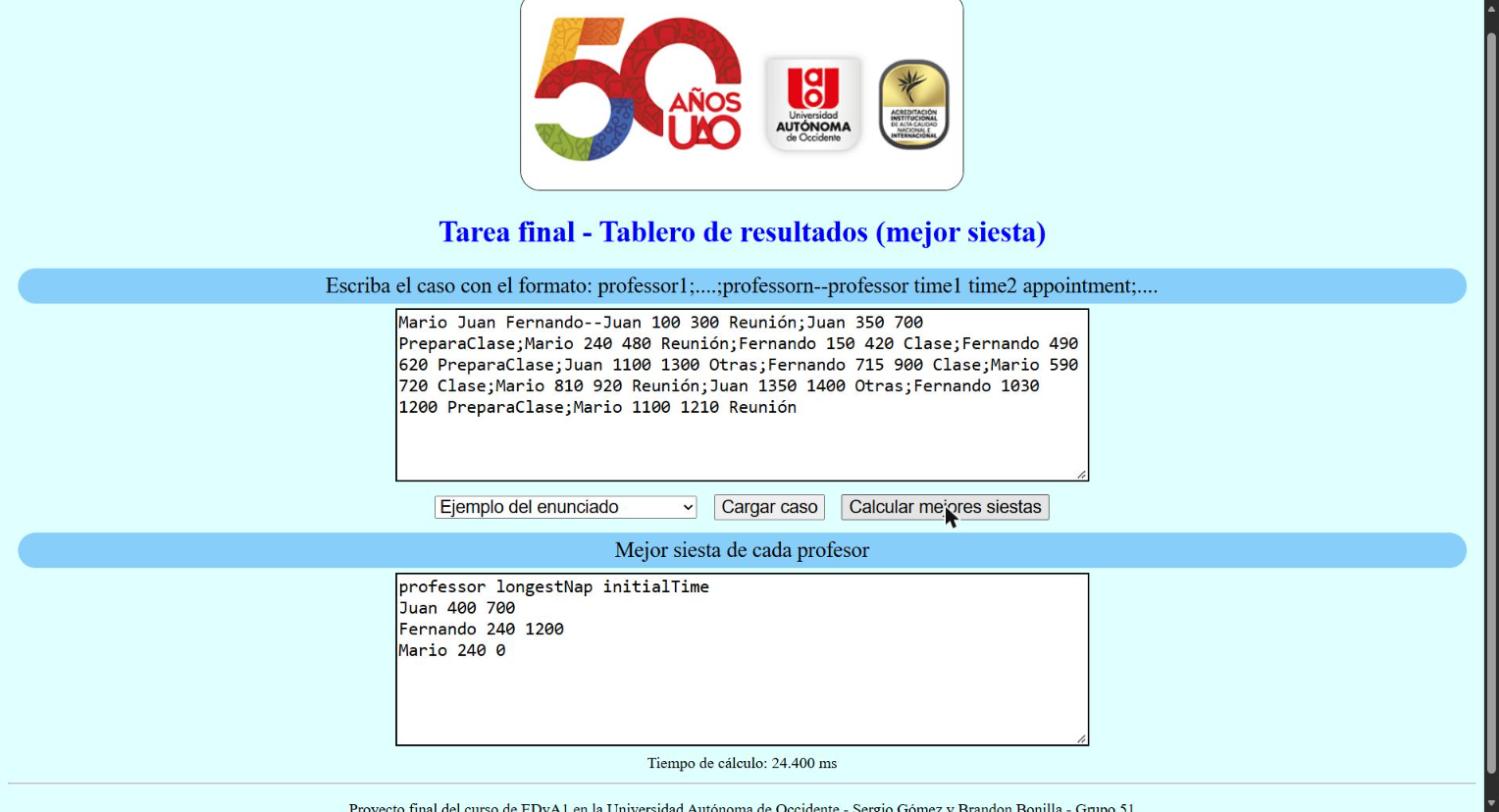 50
AÑOS
UAO
uao
Universidad
AUTÓNOMA
de Occidente
ACREDITACIÓN
INSTITUCIONAL
DE ALTA CALIDAD
NACIONAL E
INTERNACIONAL
Tarea final - Tablero de resultados (mejor siesta)
Escriba el caso con el formato: professor1;....;professorn--professor time1 time2 appointment;....
Mario Juan Fernando--Juan 100 300 Reunión;Juan 350 700
PreparaClase;Mario 240 480 Reunión;Fernando 150 420 Clase;Fernando 490
620 PreparaClase;Juan 1100 1300 Otras;Fernando 715 900 Clase;Mario 590
720 Clase;Mario 810 920 Reunión;Juan 1350 1400 Otras;Fernando 1030
1200 PreparaClase;Mario 1100 1210 Reunión
Ejemplo del enunciado
Cargar caso
Calcular mejores siestas
Mejor siesta de cada profesor
professor longestNap initialTime
Juan 400 700
Fernando 240 1200
Mario 240 0
Tiempo de cálculo: 24.400 ms
Proyecto final del curso de EDyA1 en la Universidad Autónoma de Occidente - Sergio Gómez y Brandon Bonilla - Grupo 51